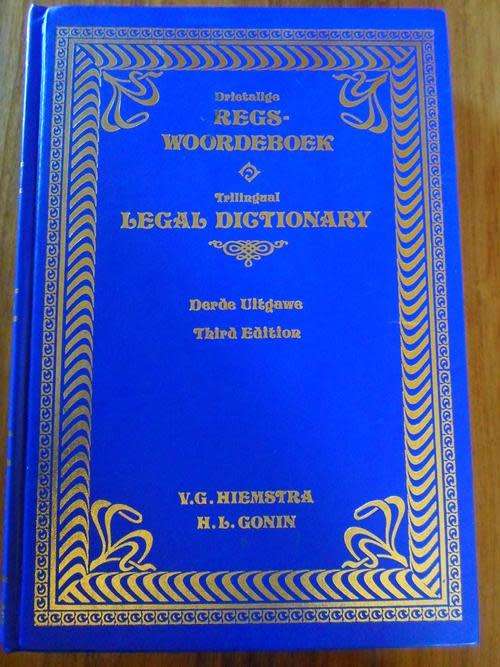 Drietalige
REGS-
WOORDEBOEK
Trilingual
LEGAL DICTIONARY
Derde Uitgawe
Third Edition
V.G. HIEMSTRA
H.L. GONIN